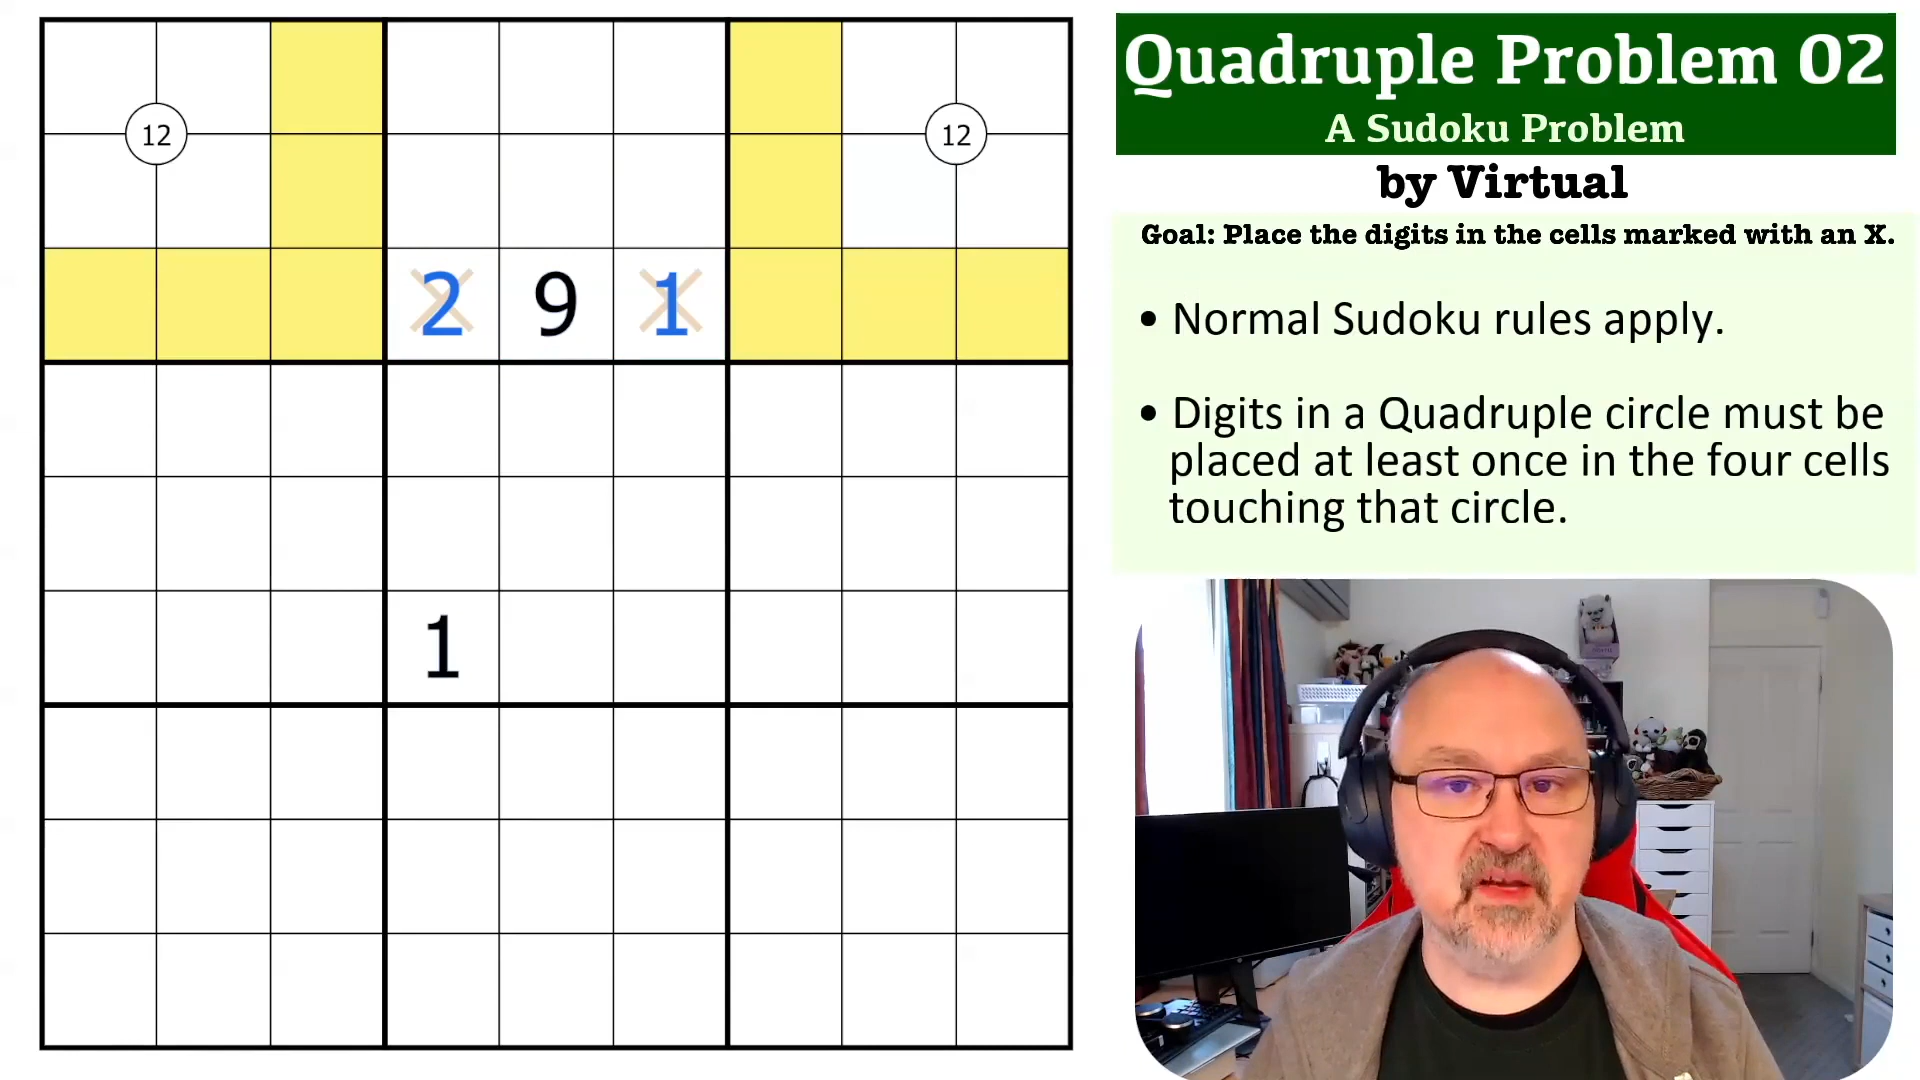 12
12
2 9 1
1
Quadruple Problem 02
A Sudoku Problem
by Virtual
Goal: Place the digits in the cells marked with an X.
• Normal Sudoku rules apply.
• Digits in a Quadruple circle must be
placed at least once in the four cells
touching that circle.